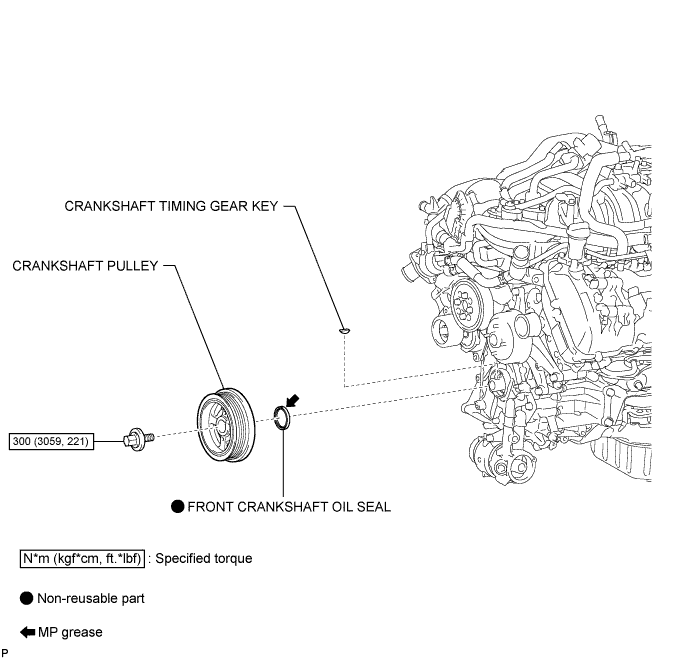 CRANKSHAFT TIMING GEAR KEY
CRANKSHAFT PULLEY
300 (3059, 221)
FRONT CRANKSHAFT OIL SEAL
N*m (kgf*cm, ft.*lbf) : Specified torque
Non-reusable part
MP grease
P